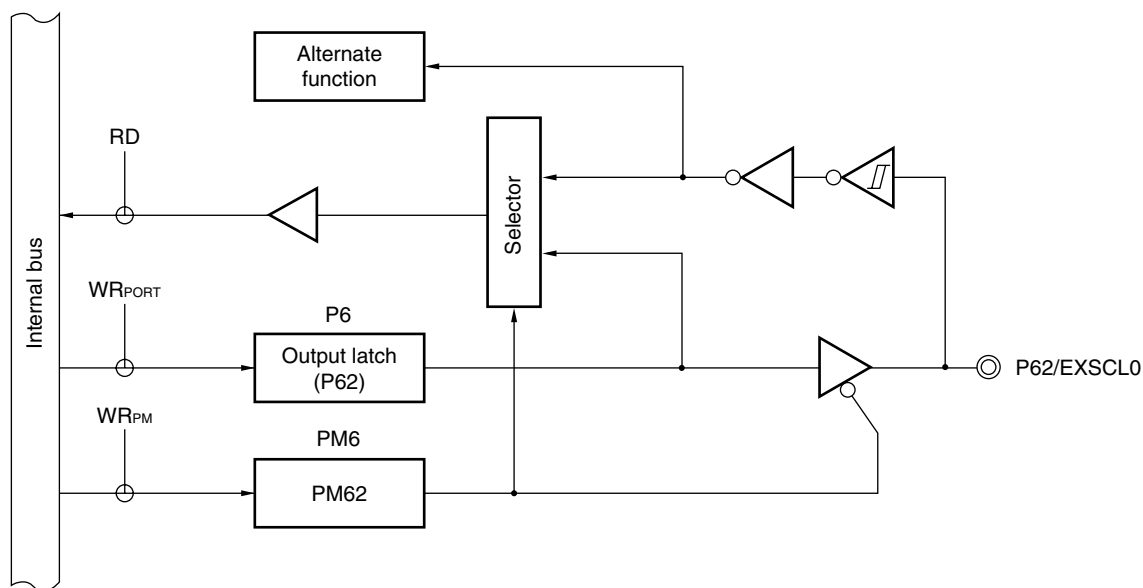 Alternate
function
RD
Selector
Internal bus
WRPORT
P6
Output latch
(P62)
P62/EXSCL0
WRPM
PM6
PM62